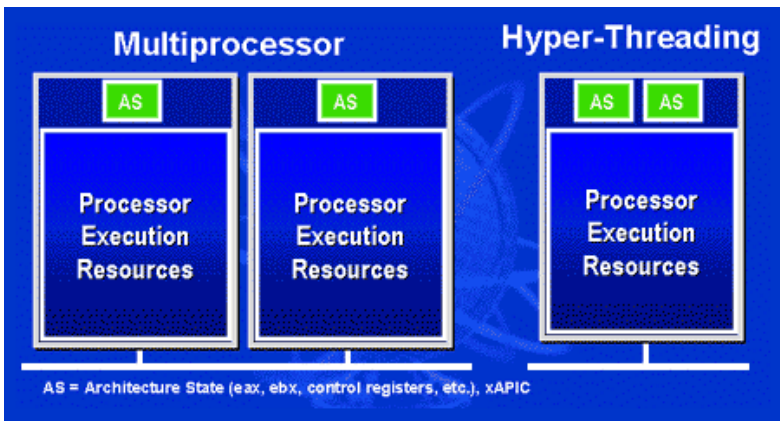 Multiprocessor
Hyper-Threading
AS
AS
AS
AS
Processor
Execution
Resources
Processor
Execution
Resources
Processor
Execution
Resources
AS = Architecture State (eax, ebx, control registers, etc.), xAPIC